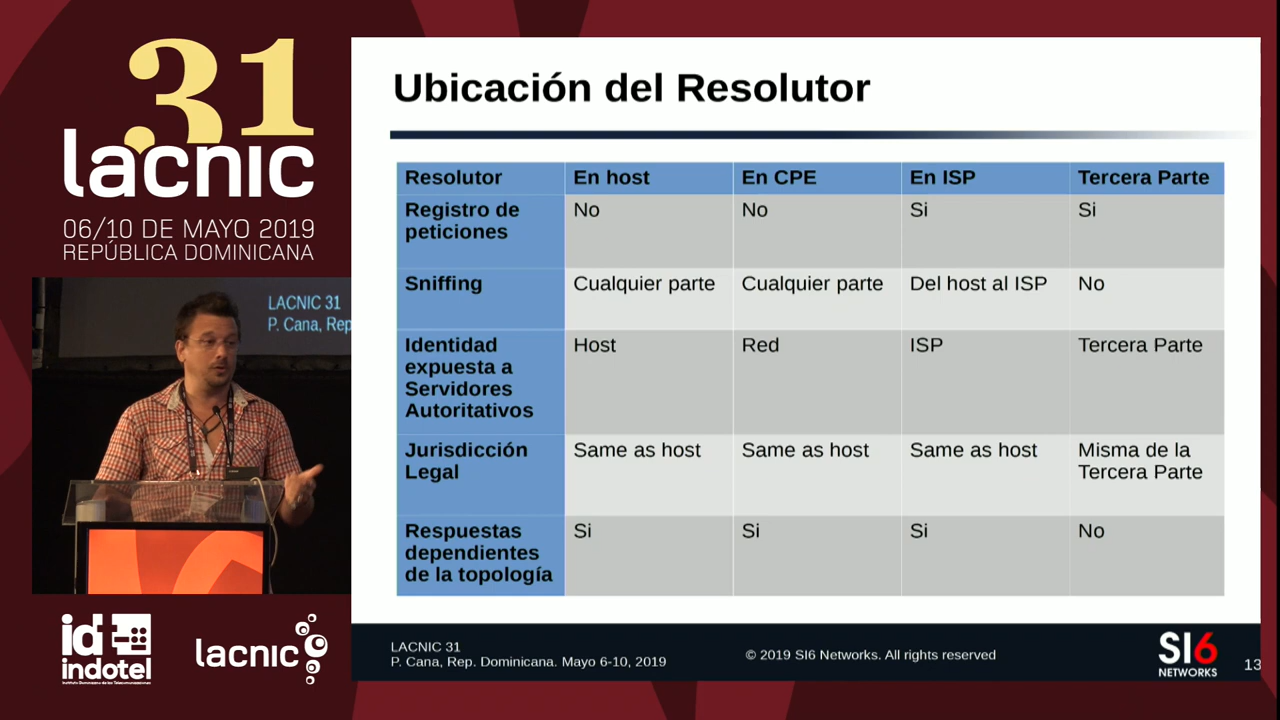 31
lacnic
06/10 DE MAYO 2019
REPÚBLICA DOMINICANA
LACNIC 31
P. Cana, Rep
id
indotel
Instituto Dominicano de las Telecomunicaciones
lacnic
Ubicación del Resolutor
Resolutor En host En CPE En ISP Tercera Parte
Registro de peticiones No No Si Si
Sniffing Cualquier parte Cualquier parte Del host al ISP No
Identidad expuesta a Servidores Autoritativos Host Red ISP Tercera Parte
Jurisdicción Legal Same as host Same as host Same as host Misma de la Tercera Parte
Respuestas dependientes de la topología Si Si Si No
LACNIC 31
P. Cana, Rep. Dominicana. Mayo 6-10, 2019
© 2019 SI6 Networks. All rights reserved
SI6
NETWORKS
13